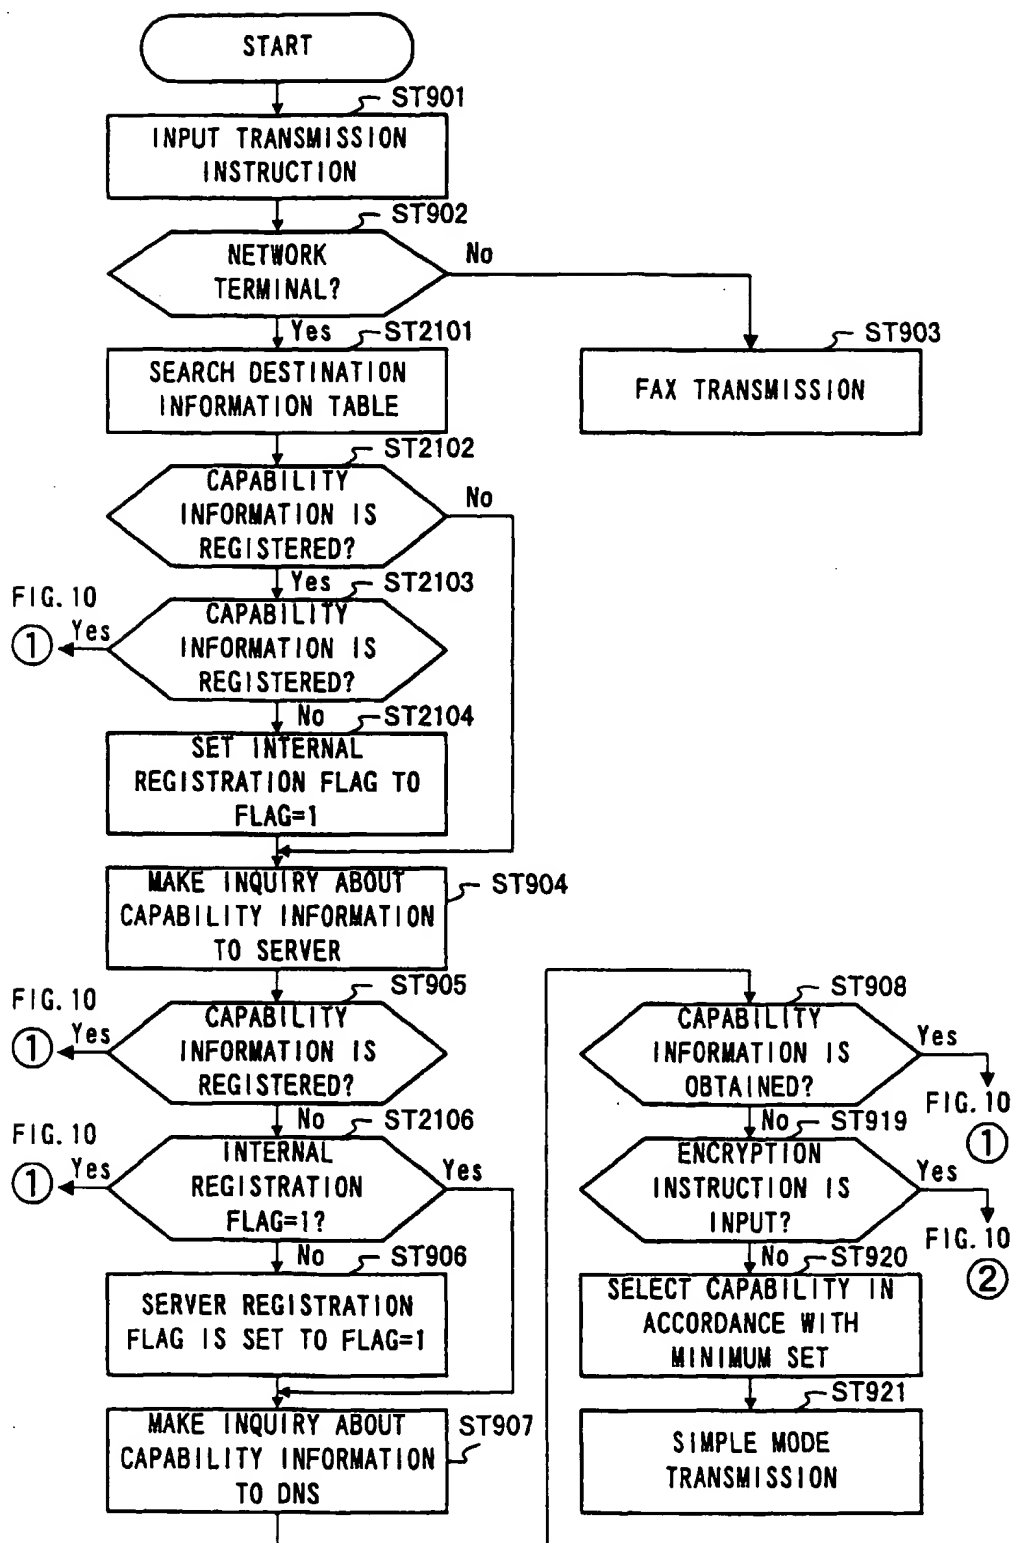 START
ST901
INPUT TRANSMISSION
INSTRUCTION
ST902
NETWORK
TERMINAL?
No
Yes
ST2101
SEARCH DESTINATION
INFORMATION TABLE
ST903
FAX TRANSMISSION
ST2102
CAPABILITY
INFORMATION IS
REGISTERED?
No
Yes
ST2103
FIG. 10
1
Yes
CAPABILITY
INFORMATION IS
REGISTERED?
No
ST2104
SET INTERNAL
REGISTRATION FLAG TO
FLAG=1
MAKE INQUIRY ABOUT
CAPABILITY INFORMATION
TO SERVER
ST904
ST905
FIG. 10
1
Yes
CAPABILITY
INFORMATION IS
REGISTERED?
No
ST2106
FIG. 10
1
Yes
INTERNAL
REGISTRATION
FLAG=1?
Yes
No
ST906
SERVER REGISTRATION
FLAG IS SET TO FLAG=1
MAKE INQUIRY ABOUT
CAPABILITY INFORMATION
TO DNS
ST907
ST908
CAPABILITY
INFORMATION IS
OBTAINED?
Yes
FIG. 10
1
No
ST919
ENCRYPTION
INSTRUCTION IS
INPUT?
Yes
FIG. 10
2
No
ST920
SELECT CAPABILITY IN
ACCORDANCE WITH
MINIMUM SET
ST921
SIMPLE MODE
TRANSMISSION